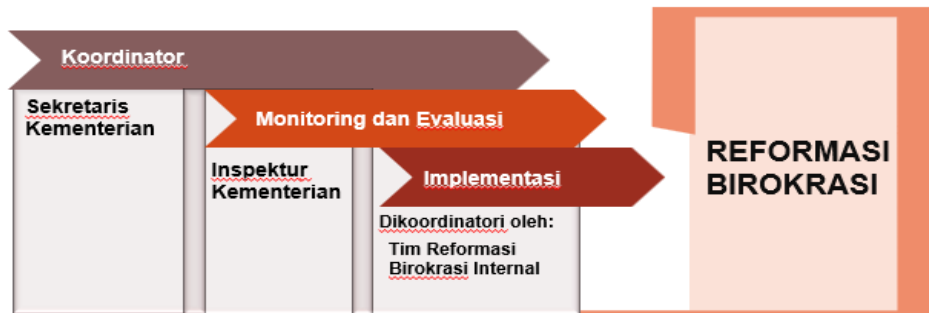 Koordinator
Sekretaris
Kementerian
Monitoring dan Evaluasi
Inspektur
Kementerian
Implementasi
Dikoordinatori oleh:
Tim Reformasi
Birokrasi Internal
REFORMASI
BIROKRASI